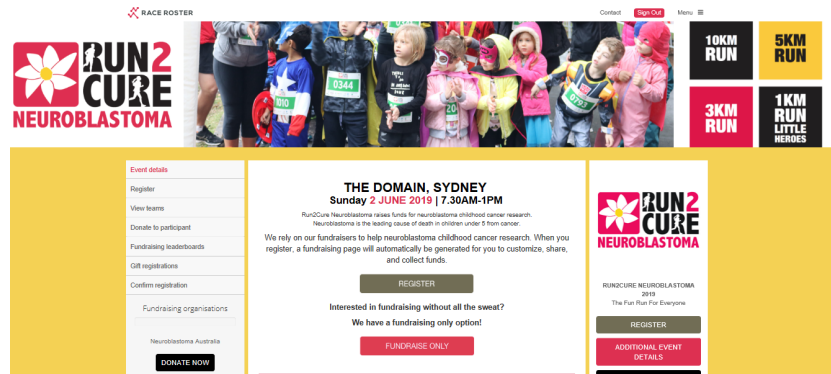 RACE ROSTER
Contact
Sign Out
Menu
RUN2
CURE
NEUROBLASTOMA
1010
0344
20
0793
10KM
RUN
5KM
RUN
3KM
RUN
1KM
RUN
LITTLE
HEROES
Event details
Register
View teams
Donate to participant
Fundraising leaderboards
Gift registrations
Confirm registration
Fundraising organisations
Neuroblastoma Australia
DONATE NOW
THE DOMAIN, SYDNEY
Sunday 2 JUNE 2019 | 7.30AM-1PM
Run2Cure Neuroblastoma raises funds for neuroblastoma childhood cancer research.
Neuroblastoma is the leading cause of death in children under 5 from cancer.
We rely on our fundraisers to help neuroblastoma childhood cancer research. When you
register, a fundraising page will automatically be generated for you to customize, share,
and collect funds.
REGISTER
Interested in fundraising without all the sweat?
We have a fundraising only option!
FUNDRAISE ONLY
RUN2
CURE
NEUROBLASTOMA
RUN2CURE NEUROBLASTOMA
2019
The Fun Run For Everyone
REGISTER
ADDITIONAL EVENT
DETAILS